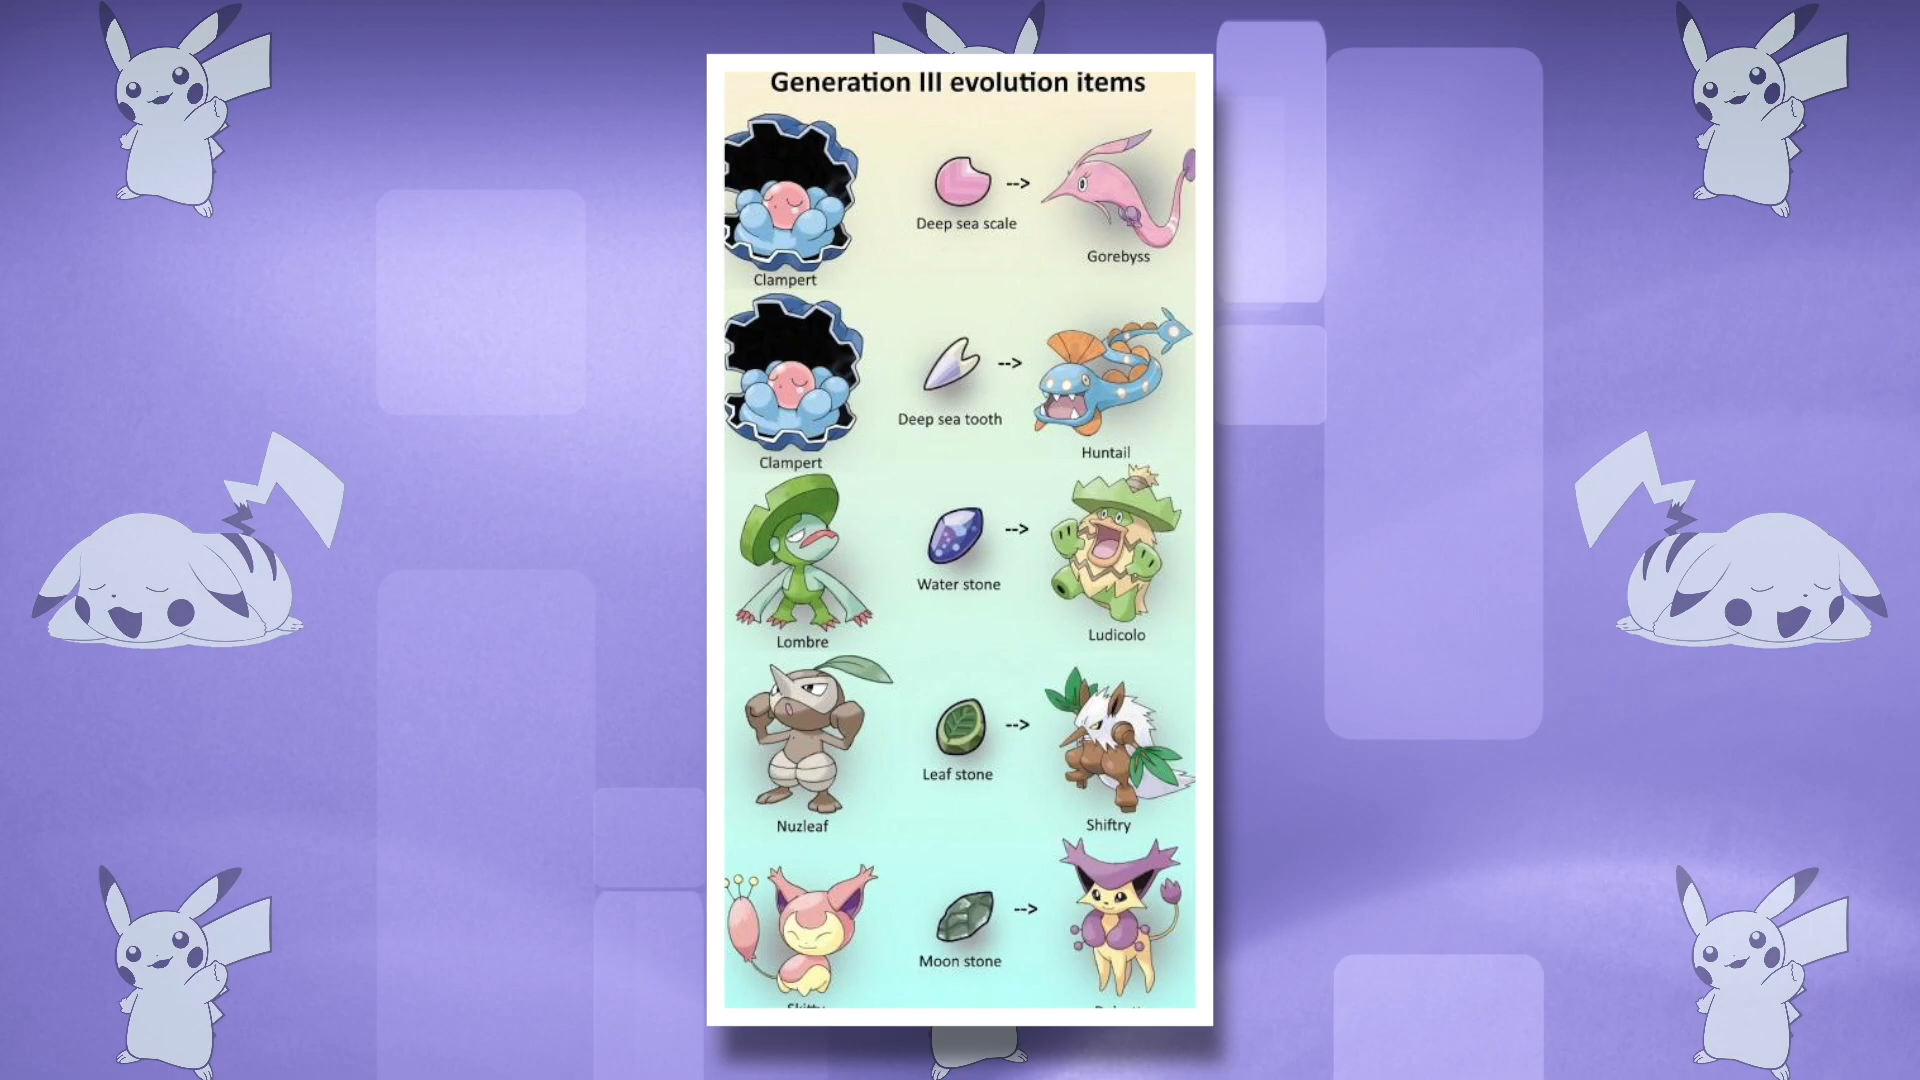 Generation III evolution items
Deep sea scale
-->
Gorebyss
Clampert
Deep sea tooth
-->
Huntail
Clampert
Water stone
-->
Lombre
Ludicolo
Leaf stone
-->
Nuzleaf
Shiftry
Moon stone
-->